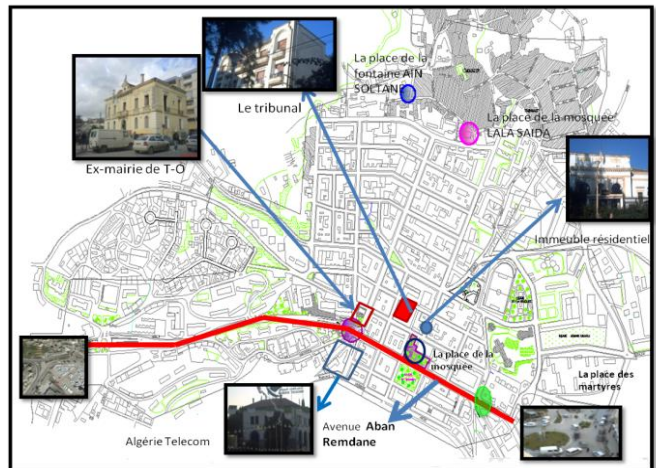 La place de la
fontaine AIN
SOLTANE
Le tribunal
La place de la mosquée
LALA SAIDA
Ex-mairie de T-O
Immeuble résidentiel
La place de la
mosquée
La place des
martyres
Avenue Aban
Remdane
Algérie Telecom